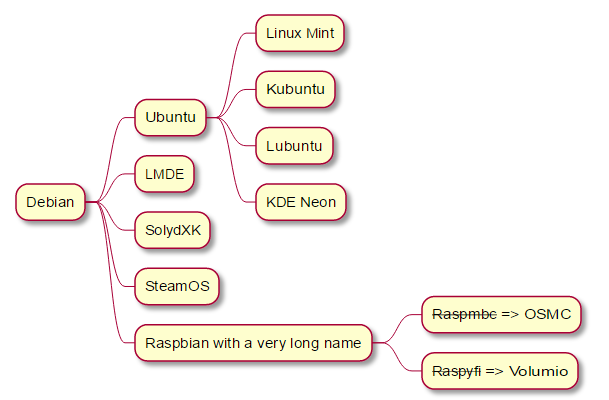 Debian
Ubuntu
Linux Mint
Kubuntu
Lubuntu
KDE Neon
LMDE
SolydXK
SteamOS
Raspbian with a very long name
Raspmbc => OSMC
Raspyfi => Volumio